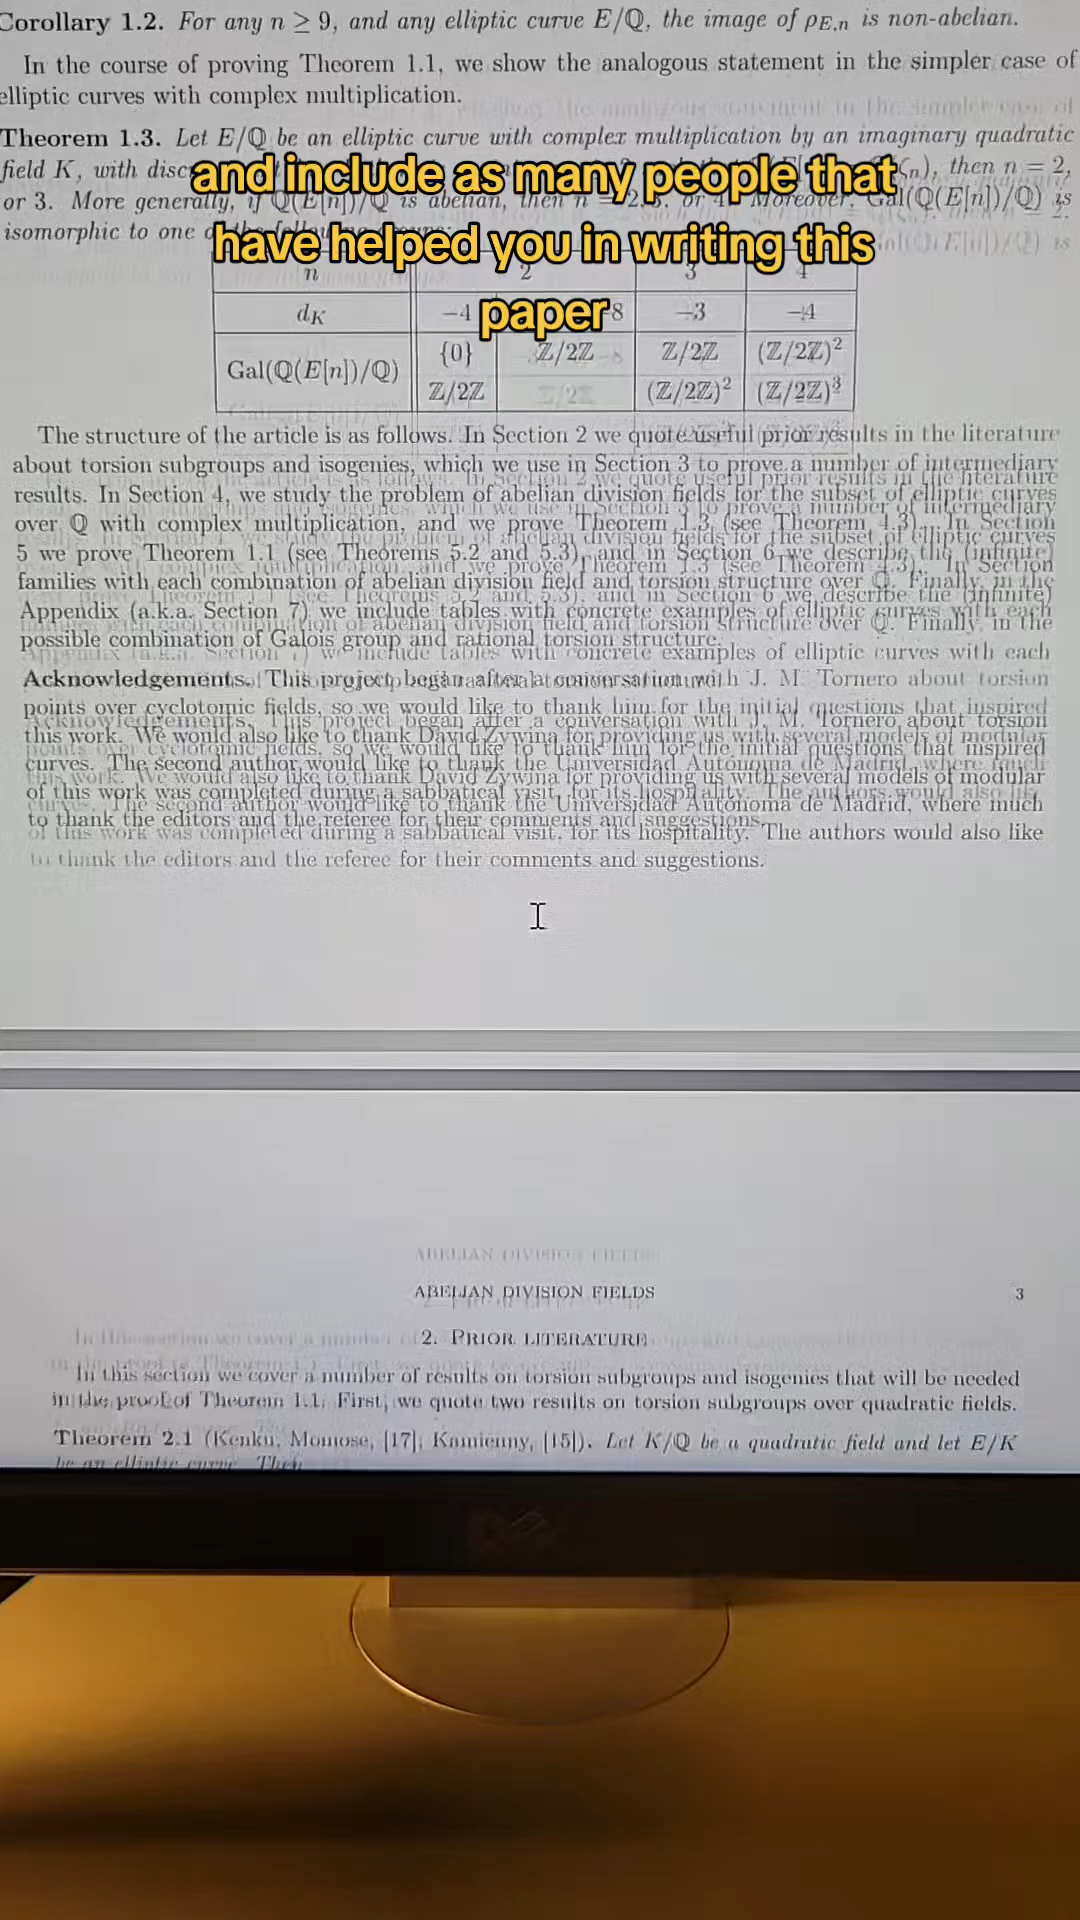 Corollary 1.2. For any n ≥ 9, and any elliptic curve E/ℚ, the image of ρE,n is non-abelian.
In the course of proving Theorem 1.1, we show the analogous statement in the simpler case of
elliptic curves with complex multiplication.
Theorem 1.3. Let E/ℚ be an elliptic curve with complex multiplication by an imaginary quadratic
field K, with then n = 2,
or 3. More generally, if ℚ(E[n])/ℚ is abelian, then n = 2, 3, or 4. Moreover, Gal(ℚ(E[n])/ℚ) is
isomorphic to one of the following
and include as many people that
have helped you in writing this
paper
n 2 3 4
dK −4 −8 −3 −4
Gal(ℚ(E[n])/ℚ) {0} ℤ/2ℤ ℤ/2ℤ (ℤ/2ℤ)²
ℤ/2ℤ (ℤ/2ℤ)² (ℤ/2ℤ)³
The structure of the article is as follows. In Section 2 we quote useful prior results in the literature
about torsion subgroups and isogenies, which we use in Section 3 to prove a number of intermediary
results. In Section 4, we study the problem of abelian division fields for the subset of elliptic curves
over ℚ with complex multiplication, and we prove Theorem 1.3 (see Theorem 4.3). In Section
5 we prove Theorem 1.1 (see Theorems 5.2 and 5.3), and in Section 6 we describe the (infinite)
families with each combination of abelian division field and torsion structure over ℚ. Finally, in the
Appendix (a.k.a. Section 7) we include tables with concrete examples of elliptic curves with each
possible combination of Galois group and rational torsion structure.
Acknowledgements. This project began after a conversation with J. M. Tornero about torsion
points over cyclotomic fields, so we would like to thank him for the initial questions that inspired
this work. We would also like to thank David Zywina for providing us with several models of modular
curves. The second author would like to thank the Universidad Autónoma de Madrid, where much
of this work was completed during a sabbatical visit, for its hospitality. The authors would also like
to thank the editors and the referee for their comments and suggestions.
ABELIAN DIVISION FIELDS 3
2. PRIOR LITERATURE
In this section we cover a number of results on torsion subgroups and isogenies that will be needed
in the proof of Theorem 1.1. First, we quote two results on torsion subgroups over quadratic fields.
Theorem 2.1 (Kenku, Momose, [17]; Kamienny, [15]). Let K/ℚ be a quadratic field and let E/K
be an elliptic curve. Then